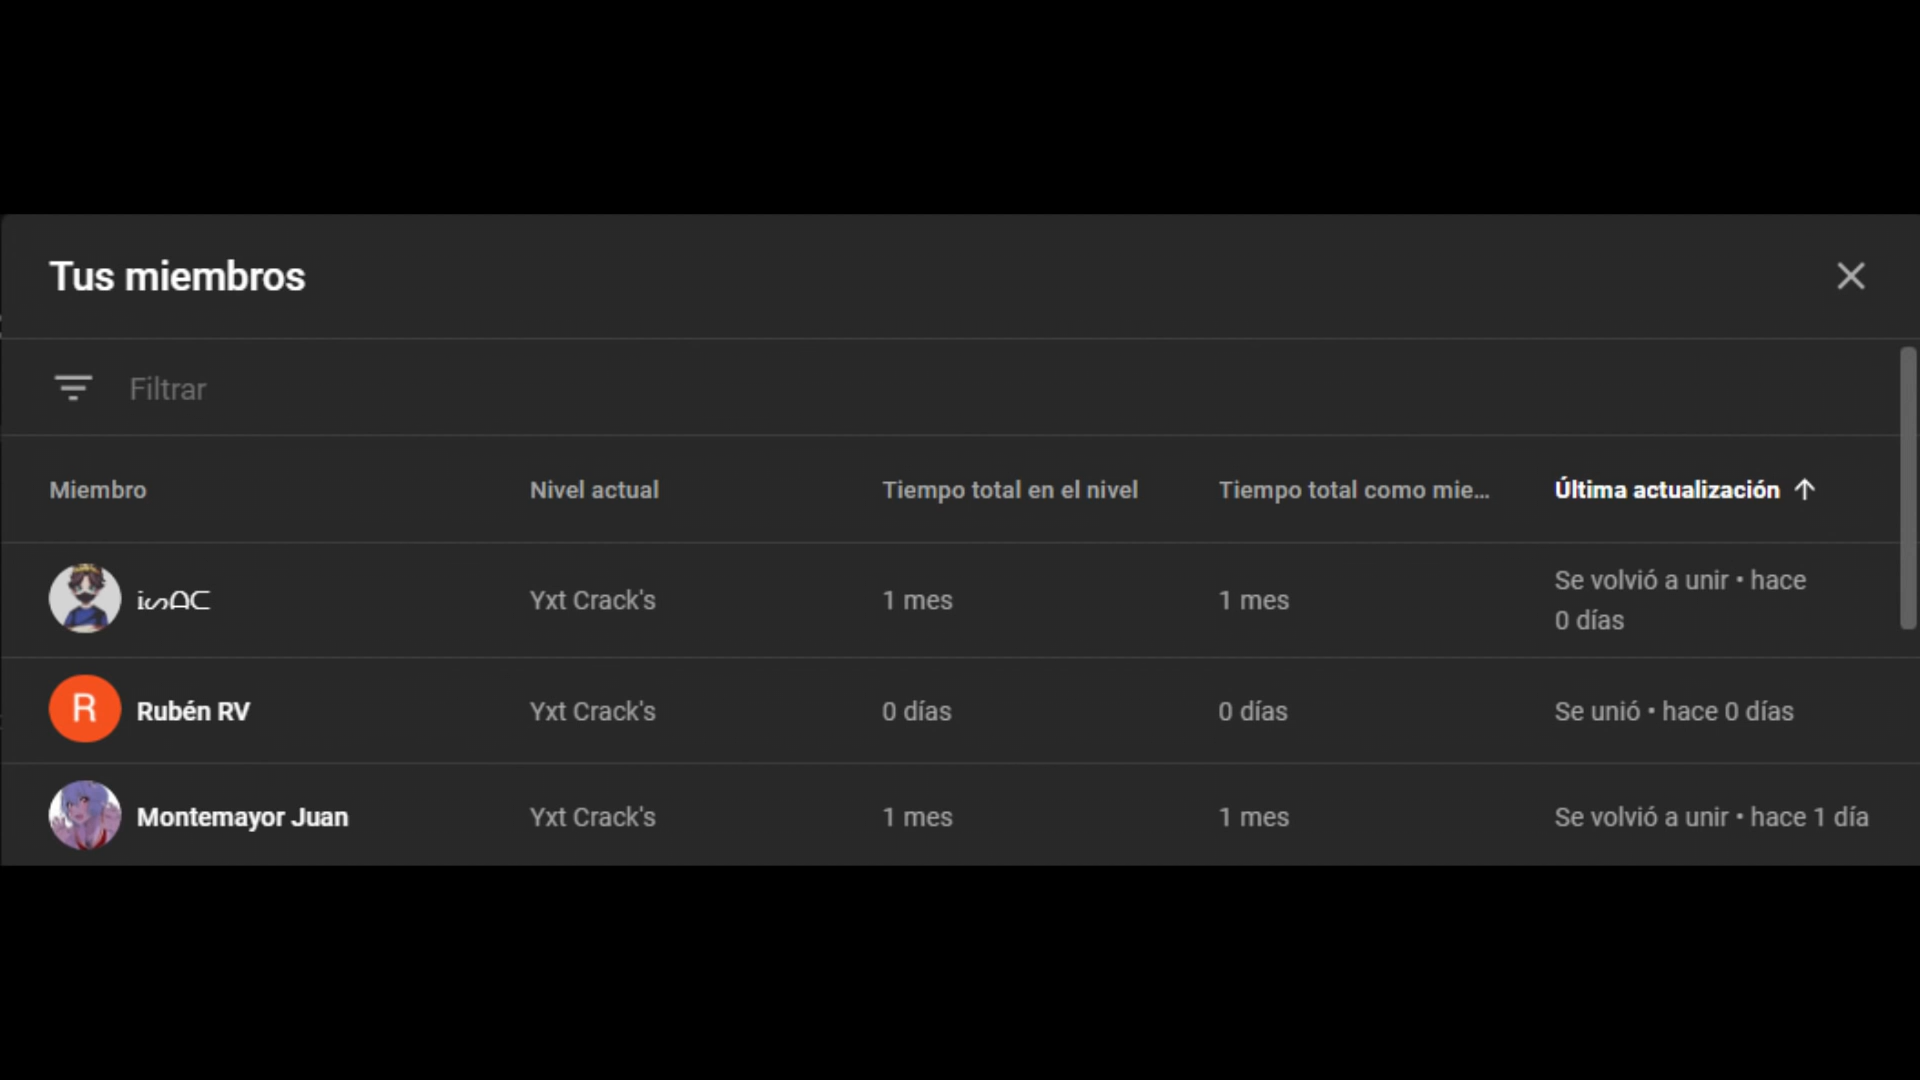 Tus miembros
Filtrar
Miembro Nivel actual Tiempo total en el nivel Tiempo total como mie... Última actualización
Yxt Crack's 1 mes 1 mes Se volvió a unir • hace
0 días
R Rubén RV Yxt Crack's 0 días 0 días Se unió • hace 0 días
Montemayor Juan Yxt Crack's 1 mes 1 mes Se volvió a unir • hace 1 día